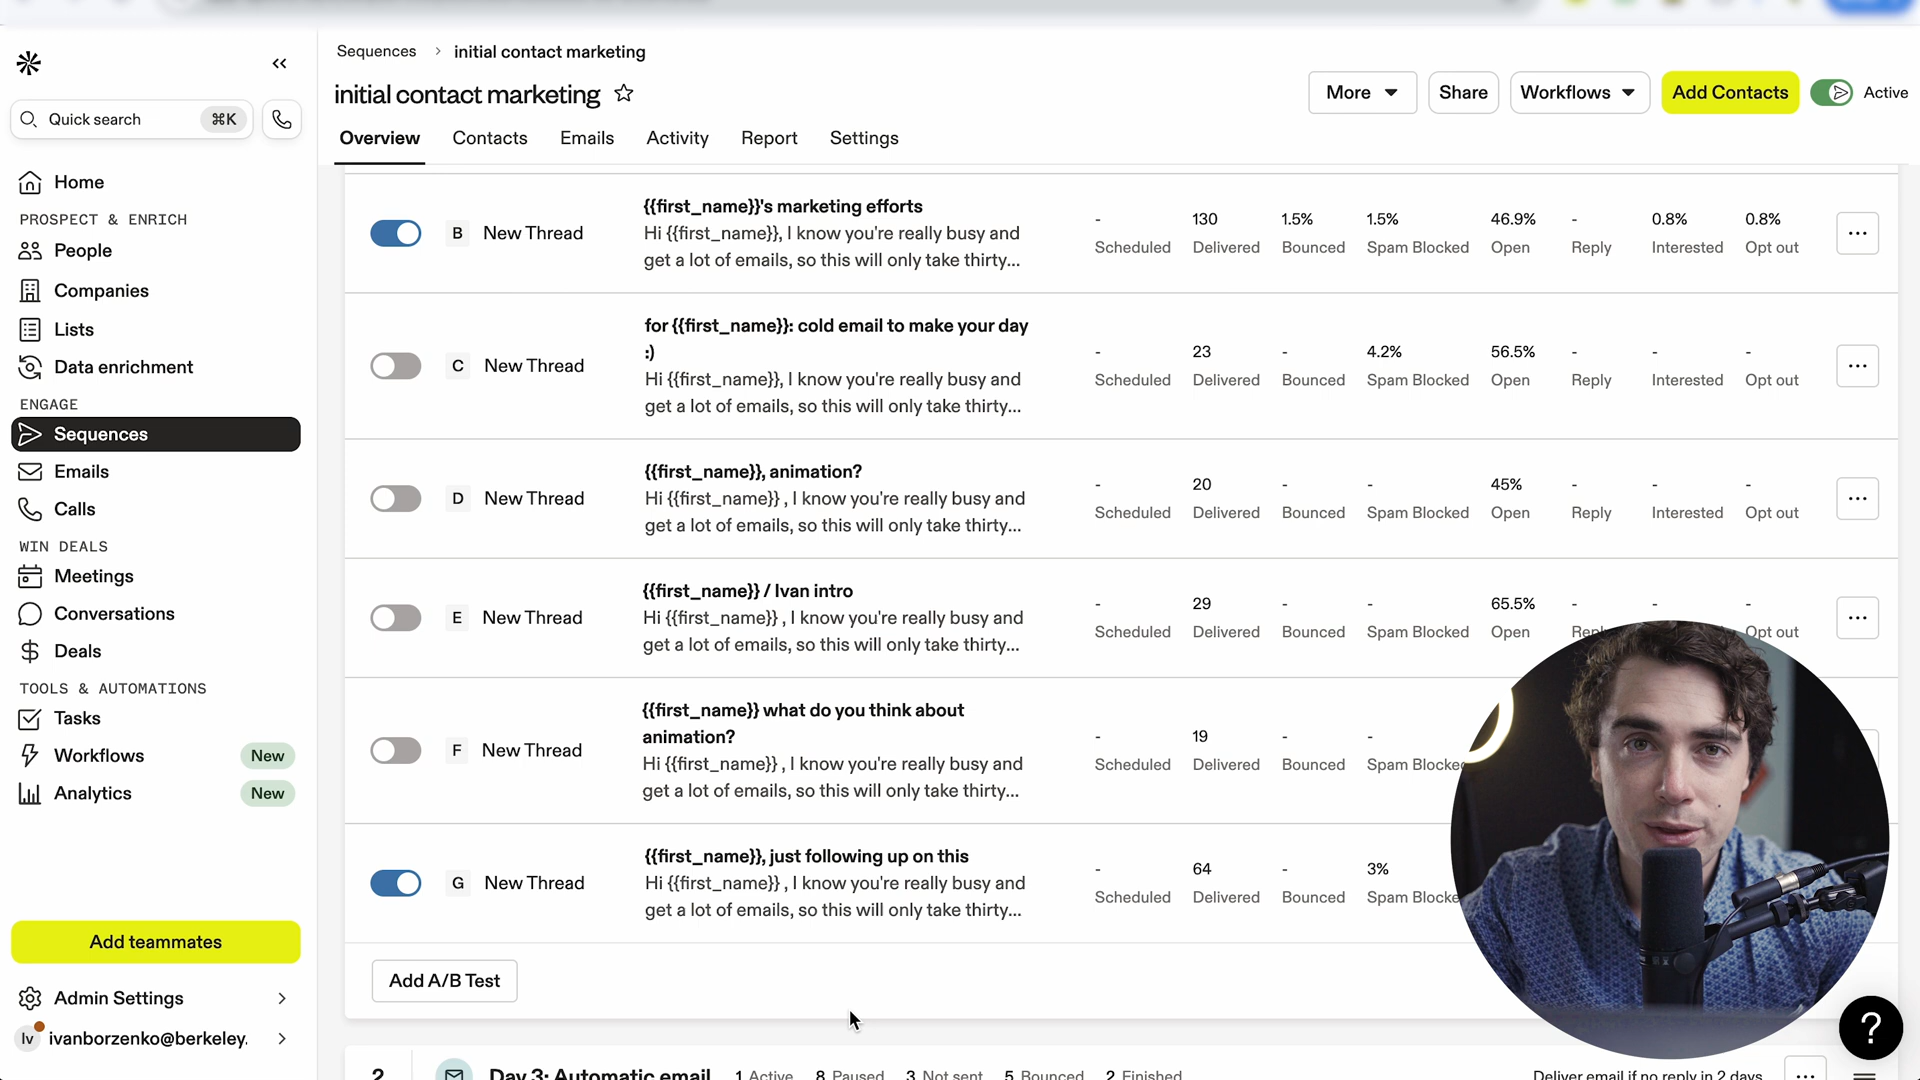 Sequences > initial contact marketing
initial contact marketing
More
Share
Workflows
Add Contacts
Active
Quick search
⌘K
Overview
Contacts
Emails
Activity
Report
Settings
Home
PROSPECT & ENRICH
People
Companies
Lists
Data enrichment
ENGAGE
Sequences
Emails
Calls
WIN DEALS
Meetings
Conversations
Deals
TOOLS & AUTOMATIONS
Tasks
Workflows New
Analytics New
Add teammates
Admin Settings
Iv ivanborzenko@berkeley.
B New Thread
{{first_name}}'s marketing efforts
Hi {{first_name}}, I know you're really busy and
get a lot of emails, so this will only take thirty...
- 130 1.5% 1.5% 46.9% - 0.8% 0.8%
Scheduled Delivered Bounced Spam Blocked Open Reply Interested Opt out
C New Thread
for {{first_name}}: cold email to make your day
:)
Hi {{first_name}}, I know you're really busy and
get a lot of emails, so this will only take thirty...
- 23 - 4.2% 56.5% - - -
Scheduled Delivered Bounced Spam Blocked Open Reply Interested Opt out
D New Thread
{{first_name}}, animation?
Hi {{first_name}} , I know you're really busy and
get a lot of emails, so this will only take thirty...
- 20 - - 45% - - -
Scheduled Delivered Bounced Spam Blocked Open Reply Interested Opt out
E New Thread
{{first_name}} / Ivan intro
Hi {{first_name}} , I know you're really busy and
get a lot of emails, so this will only take thirty...
- 29 - - 65.5% - - -
Scheduled Delivered Bounced Spam Blocked Open Opt out
F New Thread
{{first_name}} what do you think about
animation?
Hi {{first_name}} , I know you're really busy and
get a lot of emails, so this will only take thirty...
- 19 - -
Scheduled Delivered Bounced Spam Blocked
G New Thread
{{first_name}}, just following up on this
Hi {{first_name}} , I know you're really busy and
get a lot of emails, so this will only take thirty...
- 64 - 3%
Scheduled Delivered Bounced Spam Blocke
Add A/B Test
?
2 Day 3: Automatic email 1 Active 8 Paused 3 Not sent 5 Bounced 2 Finished
Deliver email if no reply in 2 days